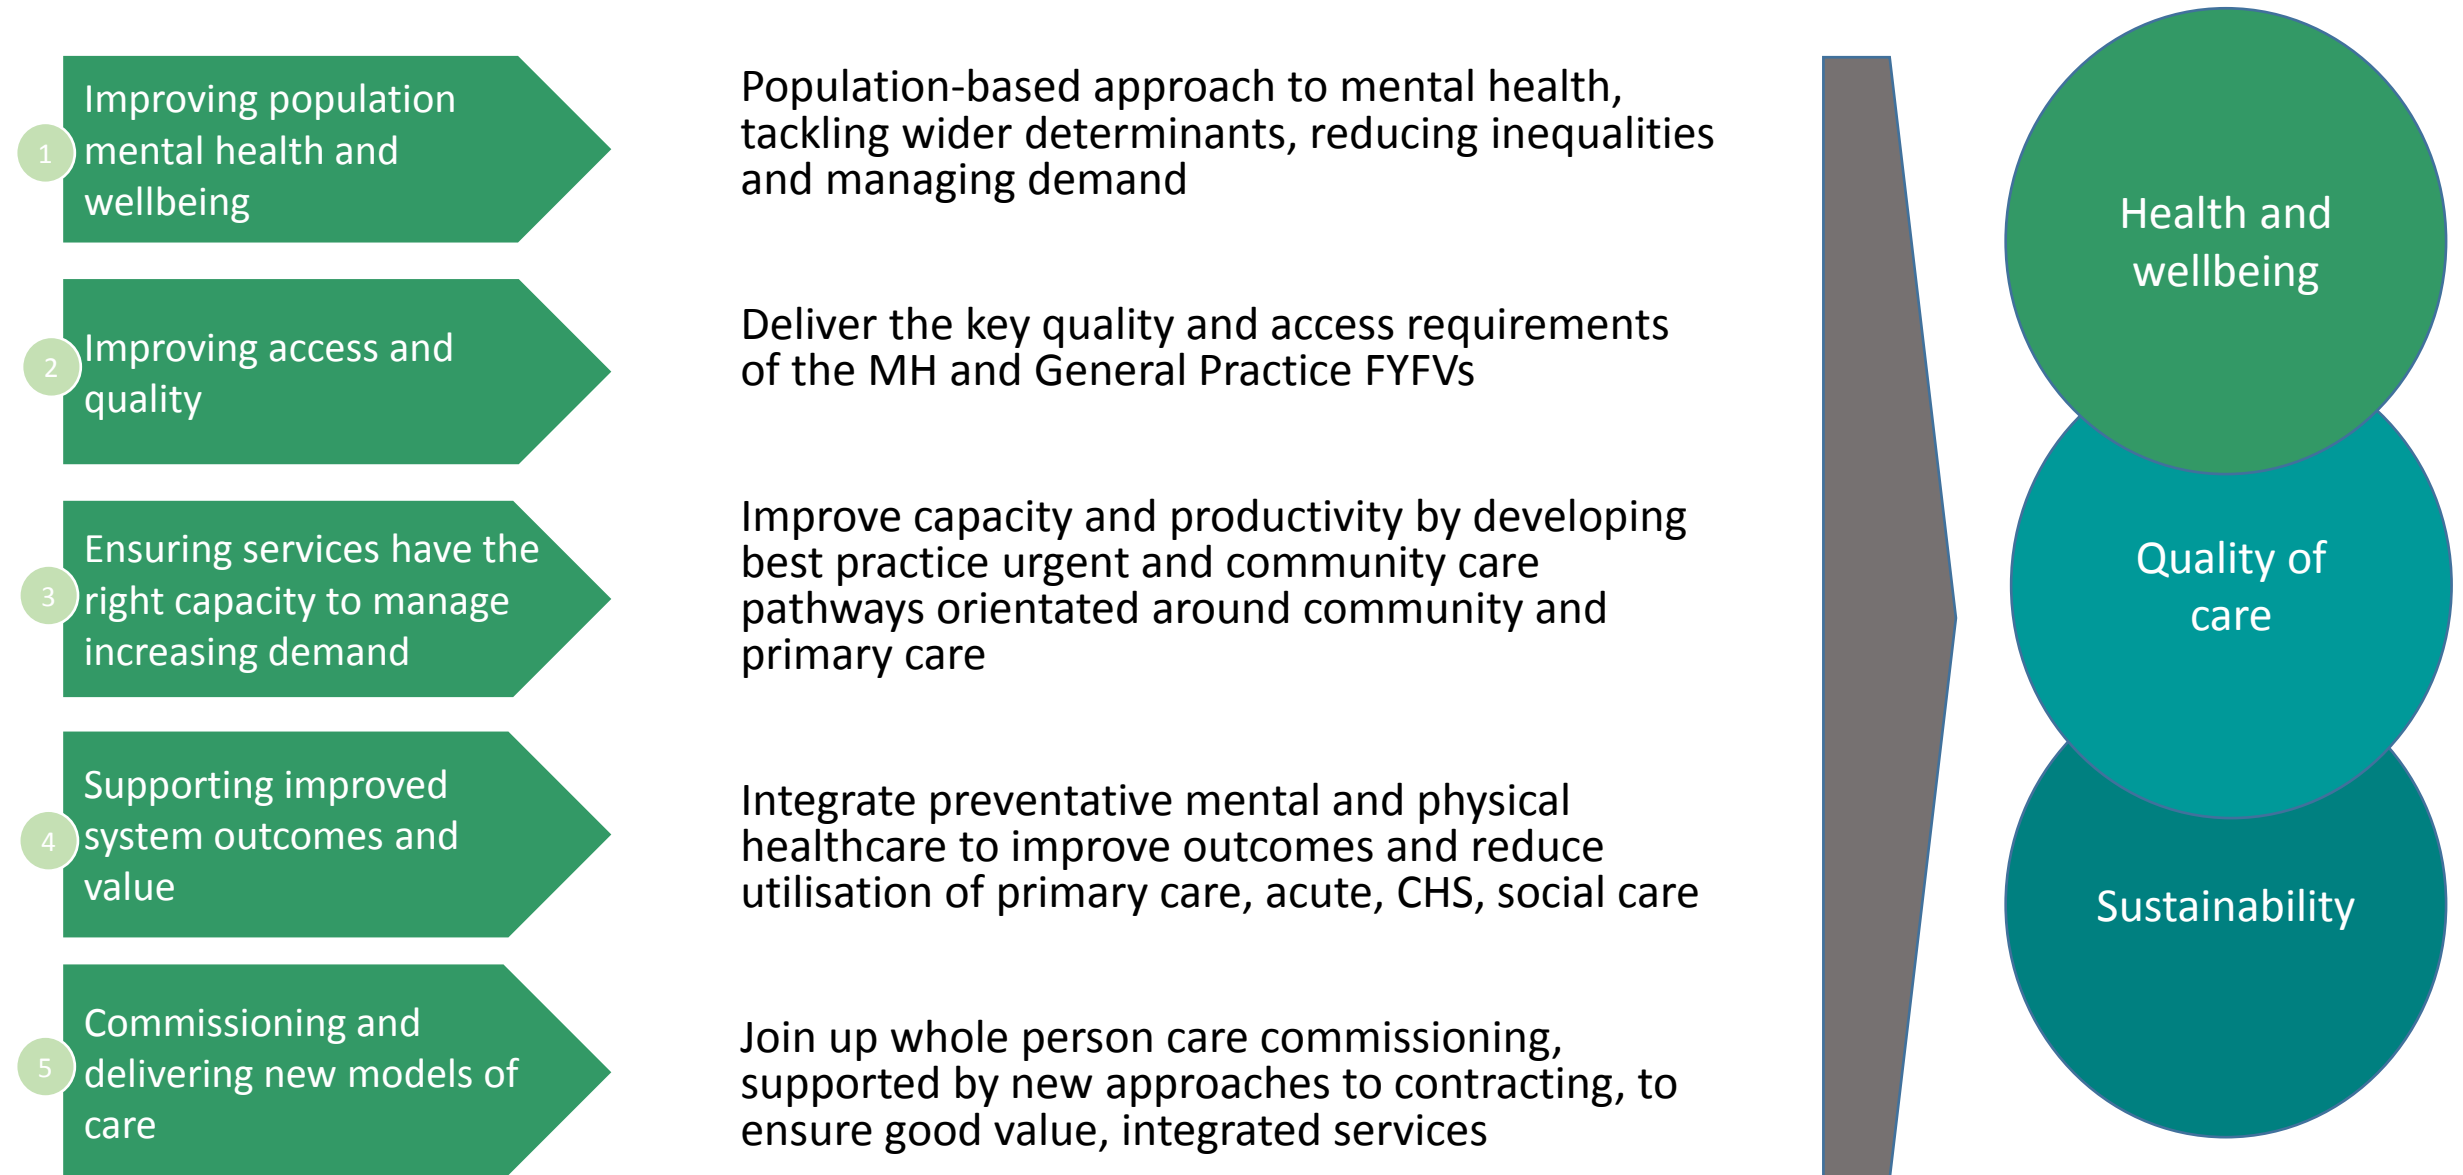 1
Improving population
mental health and
wellbeing
Population-based approach to mental health,
tackling wider determinants, reducing inequalities
and managing demand
2
Improving access and
quality
Deliver the key quality and access requirements
of the MH and General Practice FYFVs
3
Ensuring services have the
right capacity to manage
increasing demand
Improve capacity and productivity by developing
best practice urgent and community care
pathways orientated around community and
primary care
4
Supporting improved
system outcomes and
value
Integrate preventative mental and physical
healthcare to improve outcomes and reduce
utilisation of primary care, acute, CHS, social care
5
Commissioning and
delivering new models of
care
Join up whole person care commissioning,
supported by new approaches to contracting, to
ensure good value, integrated services
Health and
wellbeing
Quality of
care
Sustainability